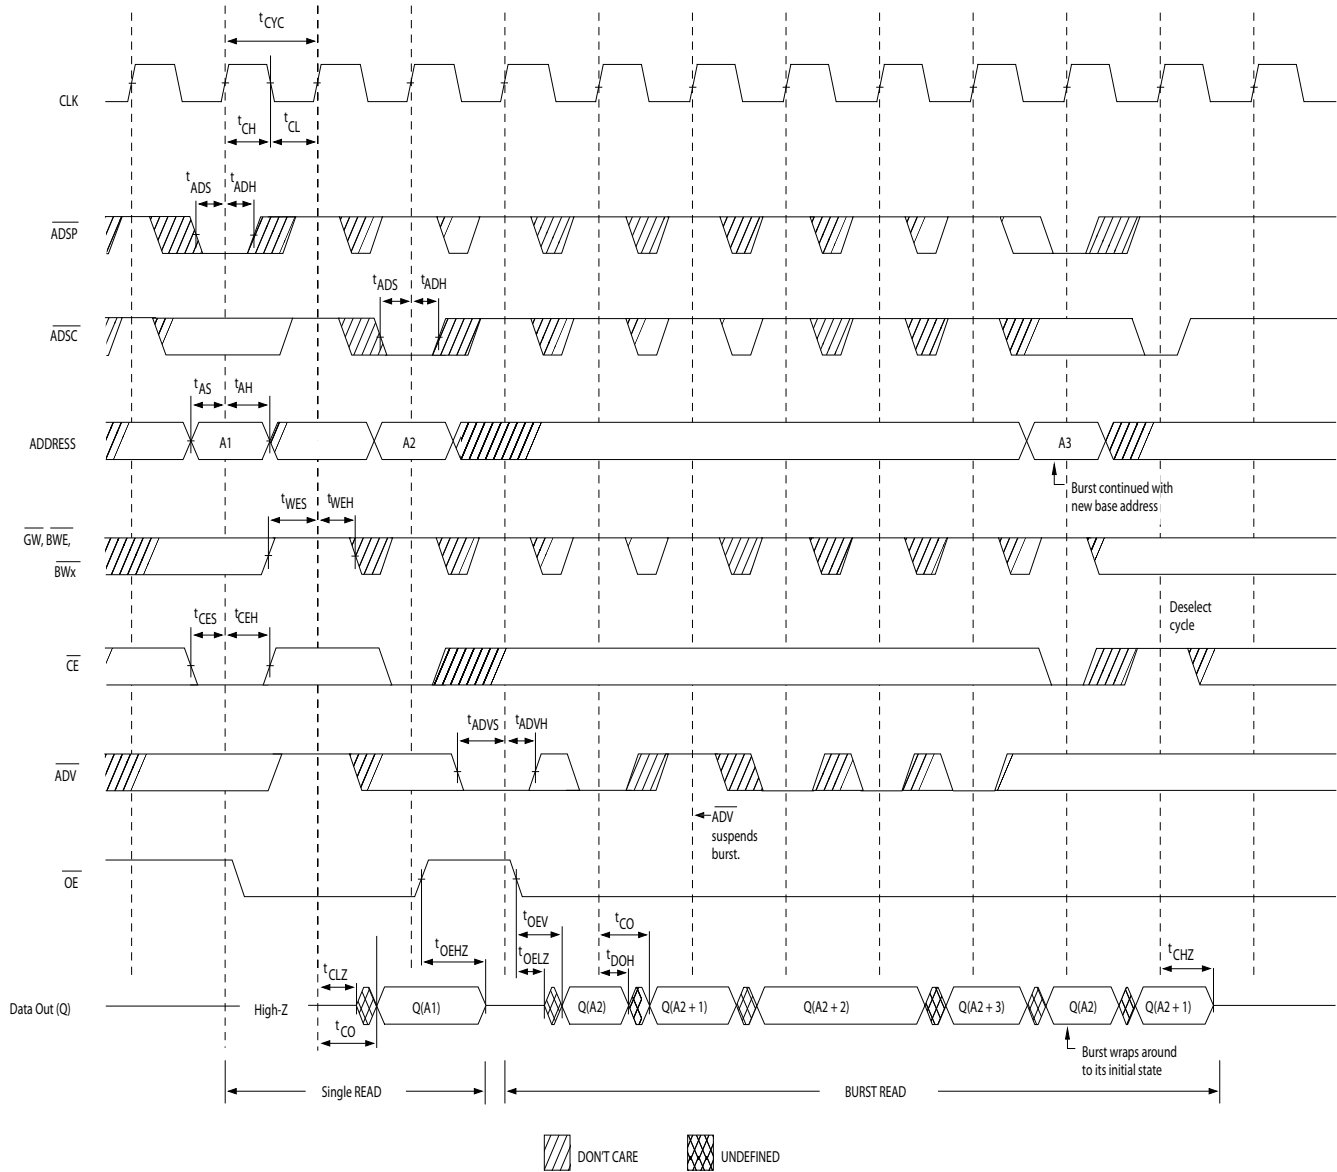 tCYC
CLK
tCH
tCL
tADS
tADH
ADSP
tADS
tADH
ADSC
tAS
tAH
ADDRESS
A1
A2
A3
Burst continued with
new base address
tWES
tWEH
GW, BWE,
BWx
tCES
tCEH
Deselect
cycle
CE
tADVS
tADVH
ADV
ADV
suspends
burst.
OE
tOEV
tCO
tOEHZ
tOELZ
tDOH
tCHZ
tCLZ
Data Out (Q)
High-Z
Q(A1)
Q(A2)
Q(A2 + 1)
Q(A2 + 2)
Q(A2 + 3)
Q(A2)
Q(A2 + 1)
tCO
Burst wraps around
to its initial state
Single READ
BURST READ
DON'T CARE
UNDEFINED